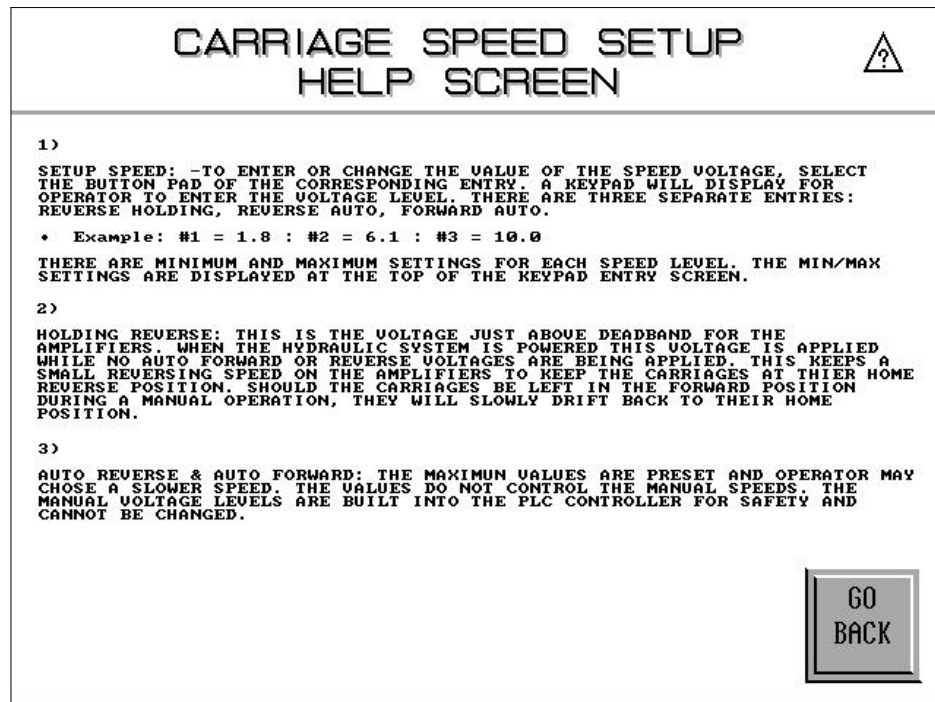 CARRIAGE SPEED SETUP
HELP SCREEN
?
1)
SETUP SPEED: -TO ENTER OR CHANGE THE VALUE OF THE SPEED VOLTAGE, SELECT
THE BUTTON PAD OF THE CORRESPONDING ENTRY. A KEYPAD WILL DISPLAY FOR
OPERATOR TO ENTER THE VOLTAGE LEVEL. THERE ARE THREE SEPARATE ENTRIES:
REVERSE HOLDING, REVERSE AUTO, FORWARD AUTO.
• Example: #1 = 1.8 : #2 = 6.1 : #3 = 10.0
THERE ARE MINIMUM AND MAXIMUM SETTINGS FOR EACH SPEED LEVEL. THE MIN/MAX
SETTINGS ARE DISPLAYED AT THE TOP OF THE KEYPAD ENTRY SCREEN.
2)
HOLDING REVERSE: THIS IS THE VOLTAGE JUST ABOVE DEADBAND FOR THE
AMPLIFIERS. WHEN THE HYDRAULIC SYSTEM IS POWERED THIS VOLTAGE IS APPLIED
WHILE NO AUTO FORWARD OR REVERSE VOLTAGES ARE BEING APPLIED. THIS KEEPS A
SMALL REVERSING SPEED ON THE AMPLIFIERS TO KEEP THE CARRIAGES AT THIER HOME
REVERSE POSITION. SHOULD THE CARRIAGES BE LEFT IN THE FORWARD POSITION
DURING A MANUAL OPERATION, THEY WILL SLOWLY DRIFT BACK TO THEIR HOME
POSITION.
3)
AUTO REVERSE & AUTO FORWARD: THE MAXIMUN VALUES ARE PRESET AND OPERATOR MAY
CHOSE A SLOWER SPEED. THE VALUES DO NOT CONTROL THE MANUAL SPEEDS. THE
MANUAL VOLTAGE LEVELS ARE BUILT INTO THE PLC CONTROLLER FOR SAFETY AND
CANNOT BE CHANGED.
GO
BACK